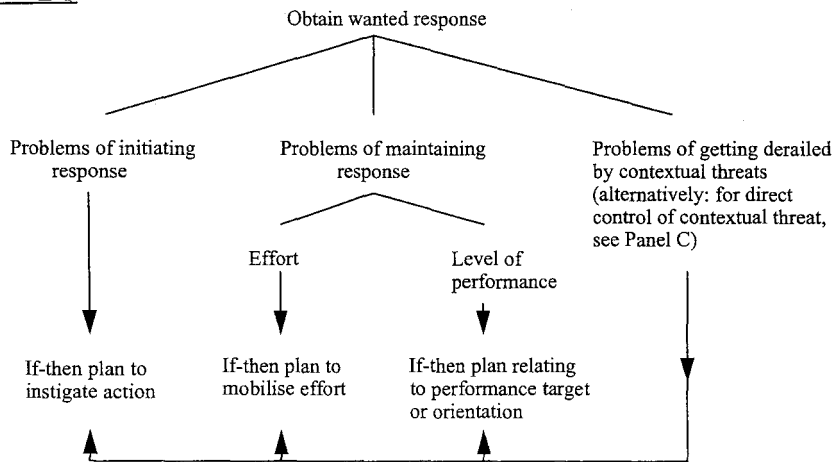 Obtain wanted response
Problems of initiating
response
Problems of maintaining
response
Problems of getting derailed
by contextual threats
(alternatively: for direct
control of contextual threat,
see Panel C)
Effort
Level of
performance
If-then plan to
instigate action
If-then plan to
mobilise effort
If-then plan relating
to performance target
or orientation